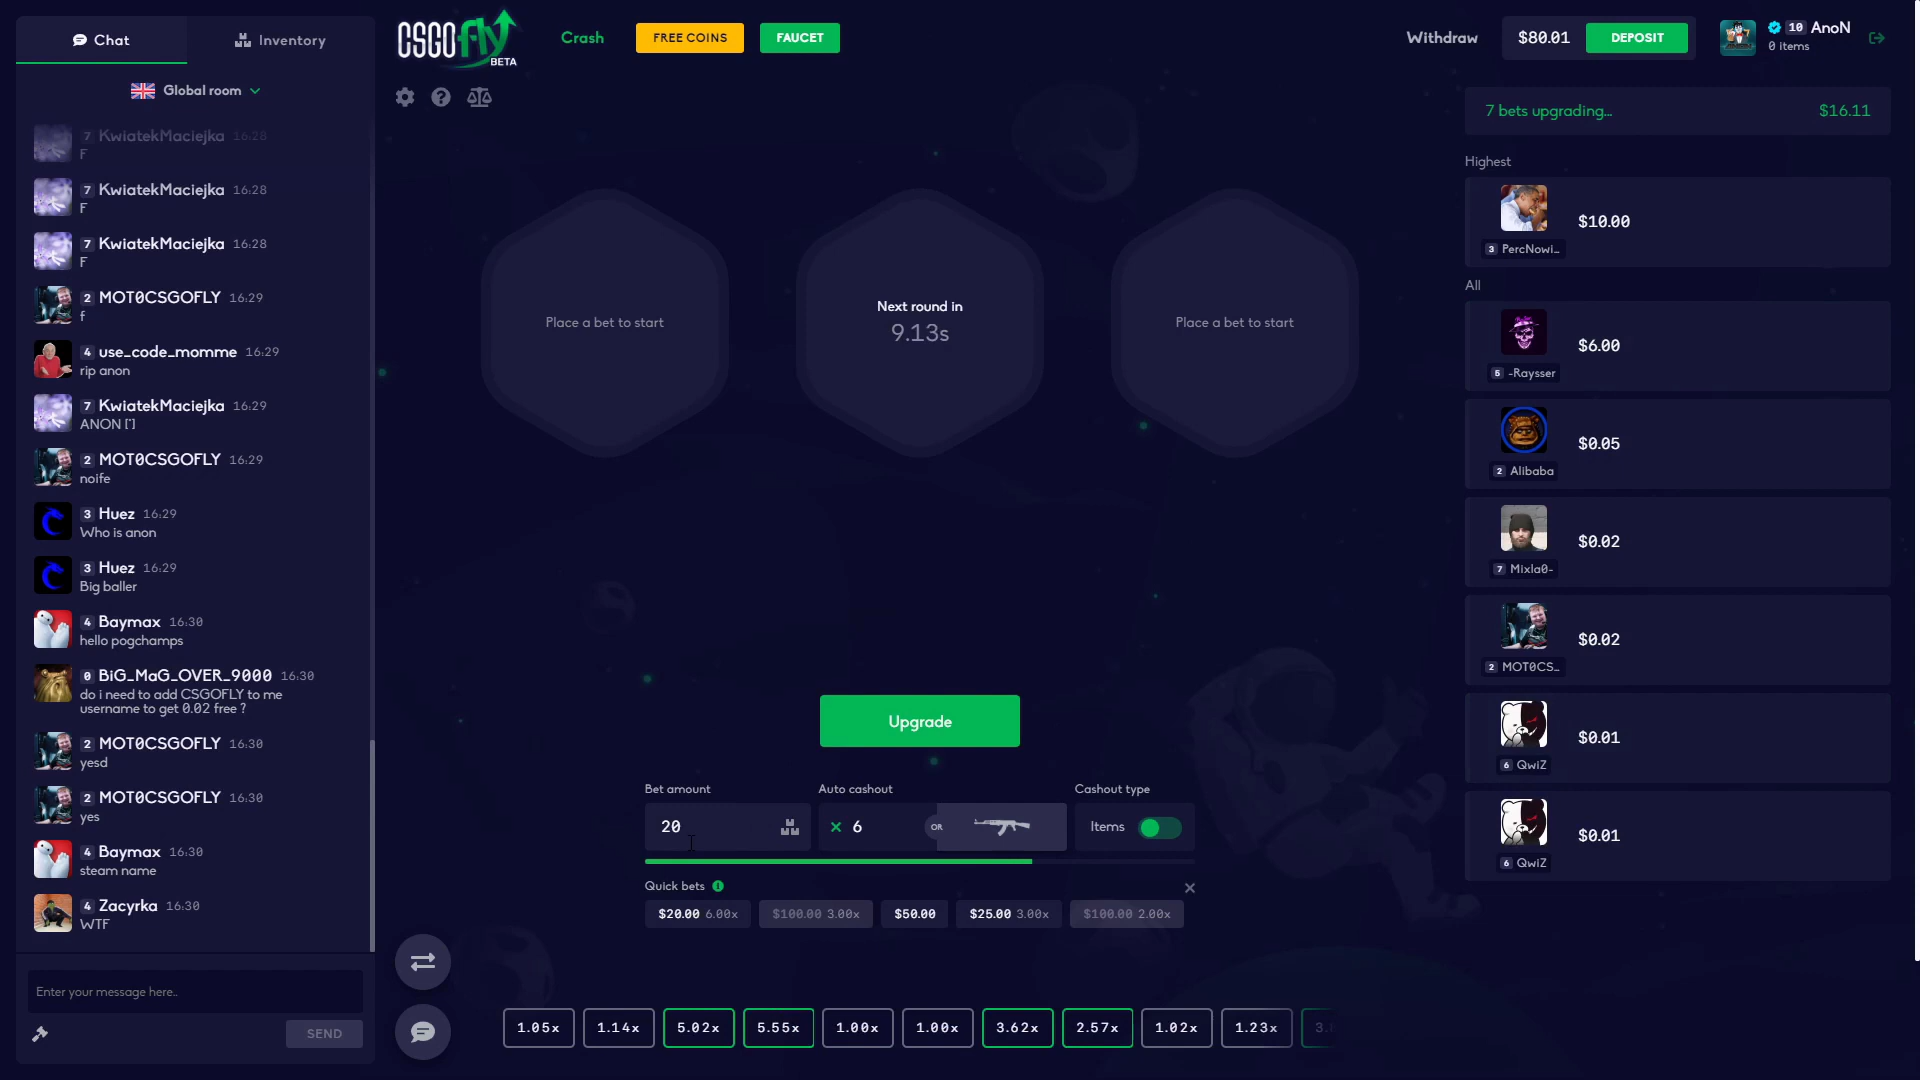 Chat
Inventory
Global room
7 KwiatekMaciejka 16:28
F
7 KwiatekMaciejka 16:28
F
7 KwiatekMaciejka 16:28
F
2 MOT0CSGOFLY 16:29
f
4 use_code_momme 16:29
rip anon
7 KwiatekMaciejka 16:29
ANON [*]
2 MOT0CSGOFLY 16:29
noife
3 Huez 16:29
Who is anon
3 Huez 16:29
Big baller
4 Baymax 16:30
hello pogchamps
0 BiG_MaG_OVER_9000 16:30
do i need to add CSGOFLY to me
username to get 0.02 free ?
2 MOT0CSGOFLY 16:30
yesd
2 MOT0CSGOFLY 16:30
yes
4 Baymax 16:30
steam name
4 Zacyrka 16:30
WTF
Enter your message here..
SEND
CSGOfly
BETA
Crash
FREE COINS
FAUCET
Withdraw
$80.01
DEPOSIT
10 AnoN
0 items
Place a bet to start
Next round in
9.13s
Place a bet to start
Upgrade
Bet amount
Auto cashout
Cashout type
20
× 6
OR
Items
Quick bets
$20.00 6.00x
$100.00 3.00x
$50.00
$25.00 3.00x
$100.00 2.00x
1.05x
1.14x
5.02x
5.55x
1.00x
1.00x
3.62x
2.57x
1.02x
1.23x
7 bets upgrading...
$16.11
Highest
$10.00
3 PercNowi...
All
$6.00
5 -Raysser
$0.05
2 Alibaba
$0.02
7 Mixla0-
$0.02
2 MOT0CS...
$0.01
6 QwiZ
$0.01
6 QwiZ